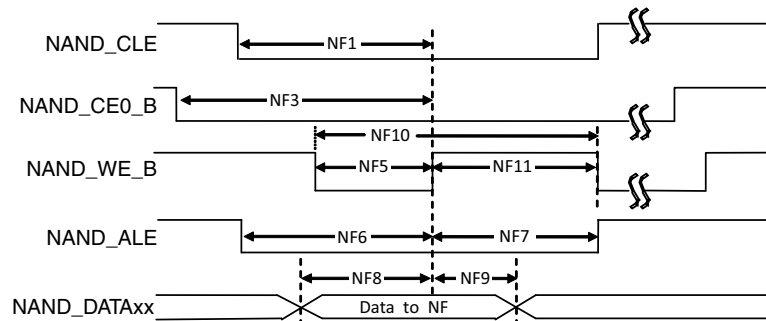 NAND_CLE
NF1
NAND_CE0_B
NF3
NF10
NAND_WE_B
NF5
NF11
NAND_ALE
NF6
NF7
NF8
NF9
NAND_DATAxx
Data to NF